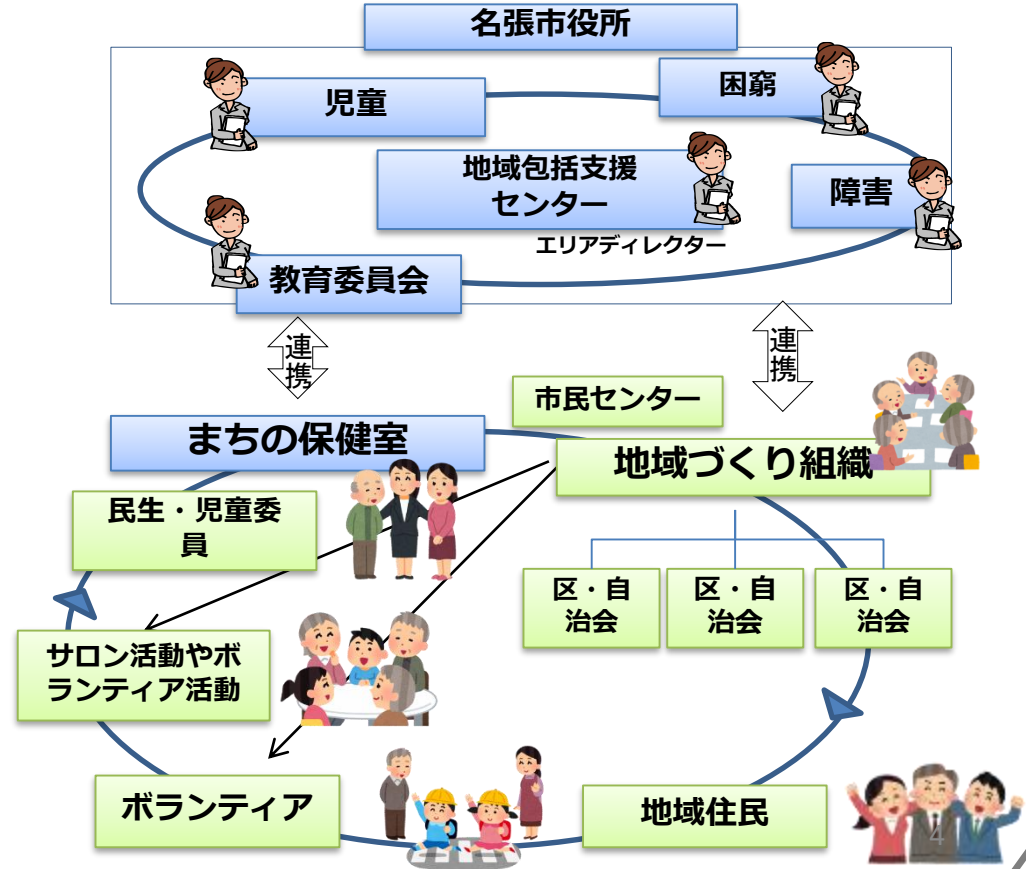 名張市役所
児童
困窮
地域包括支援
センター
障害
エリアディレクター
教育委員会
連
携
連
携
市民センター
まちの保健室
地域づくり組織
民生・児童委
員
区・自
治会
区・自
治会
区・自
治会
サロン活動やボ
ランティア活動
ボランティア
地域住民
4